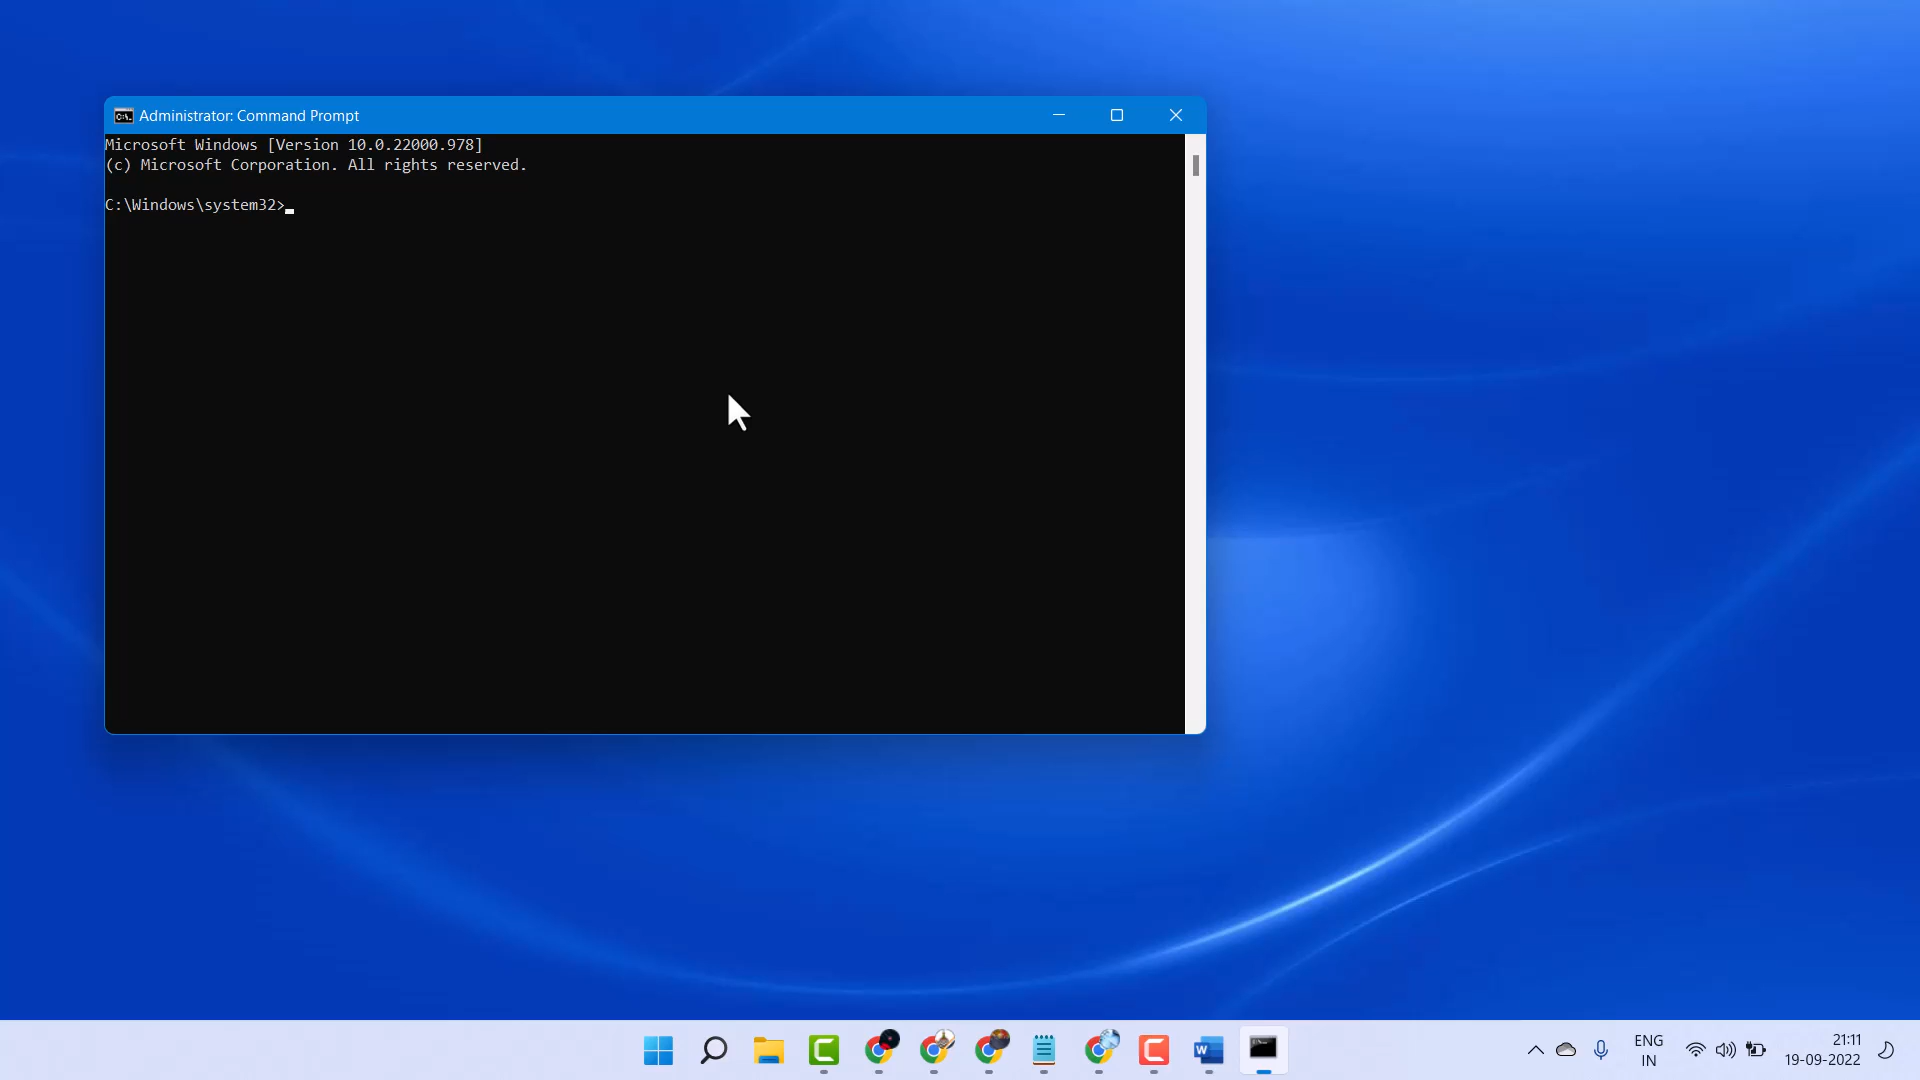 Administrator: Command Prompt
Microsoft Windows [Version 10.0.22000.978]
(c) Microsoft Corporation. All rights reserved.
C:\Windows\system32>
ENG
IN
21:11
19-09-2022